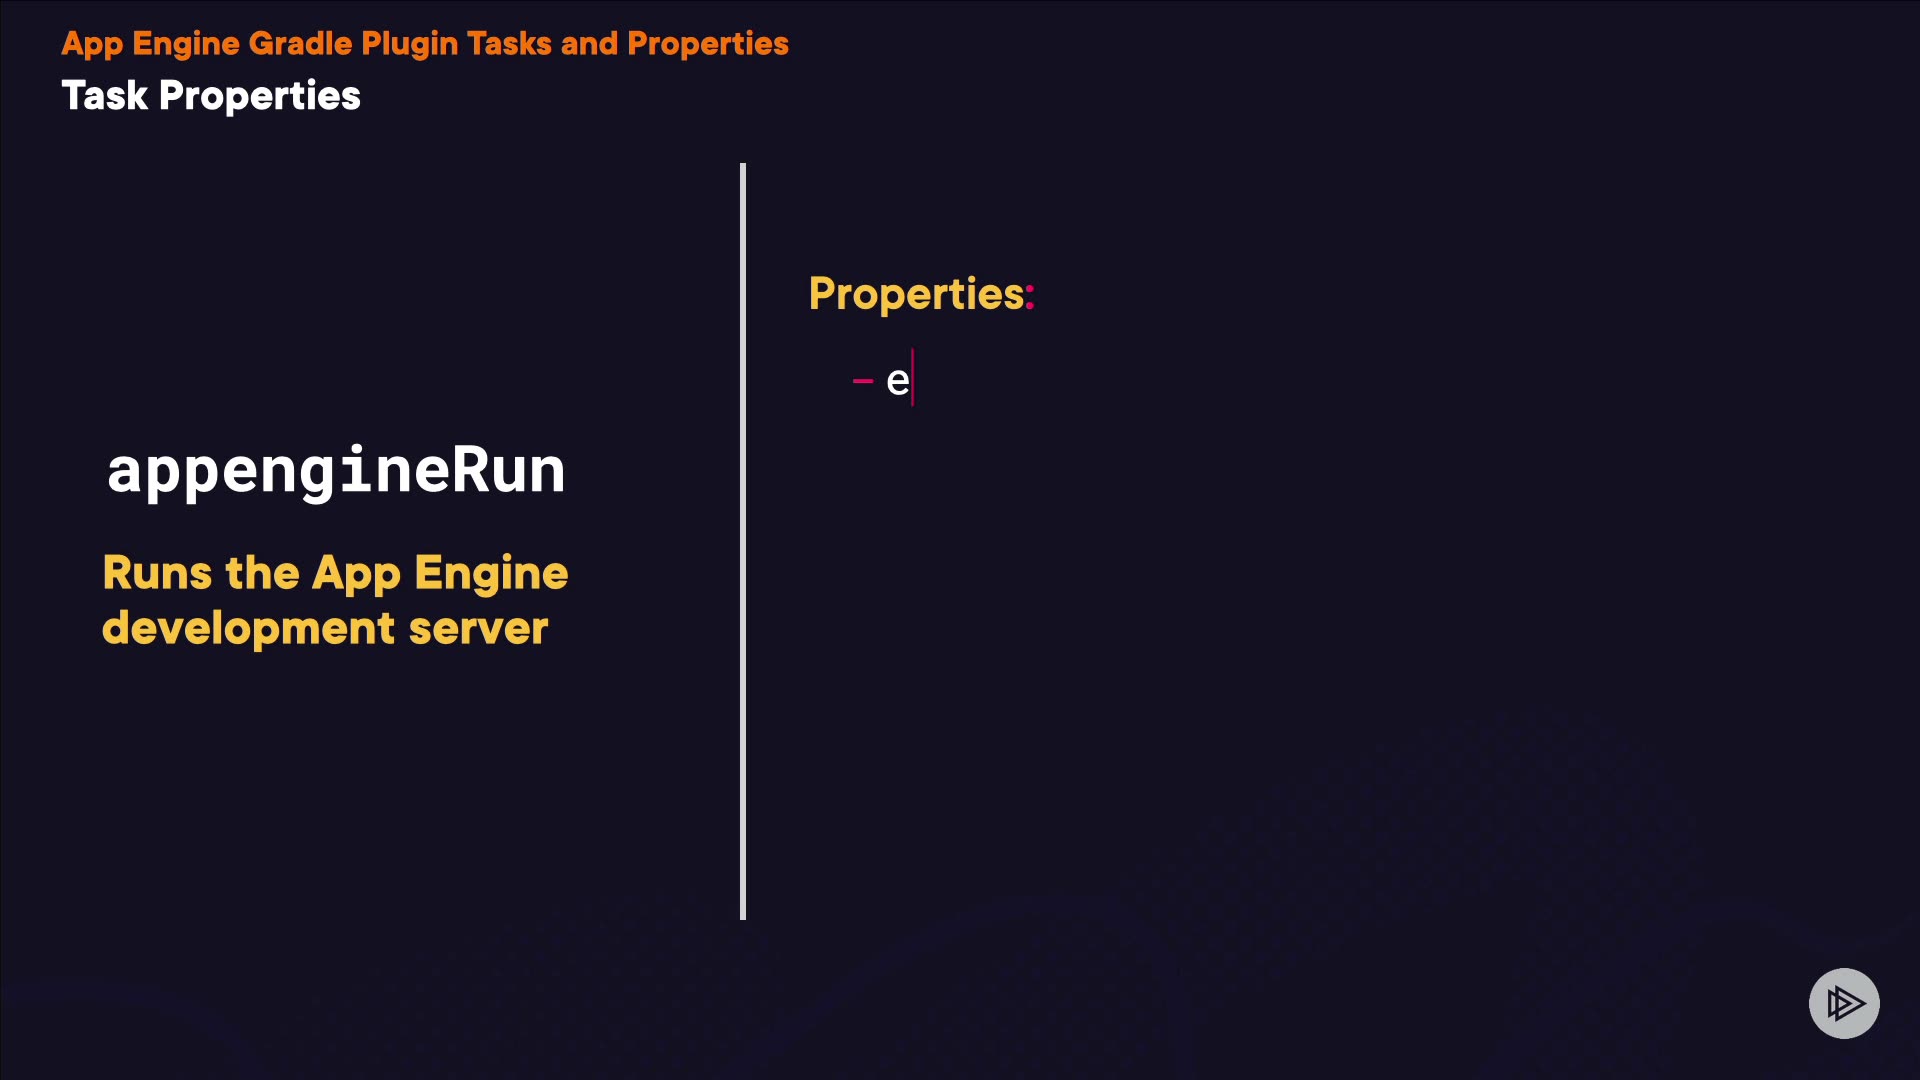 App Engine Gradle Plugin Tasks and Properties
Task Properties
appengineRun
Runs the App Engine
development server
Properties:
– e